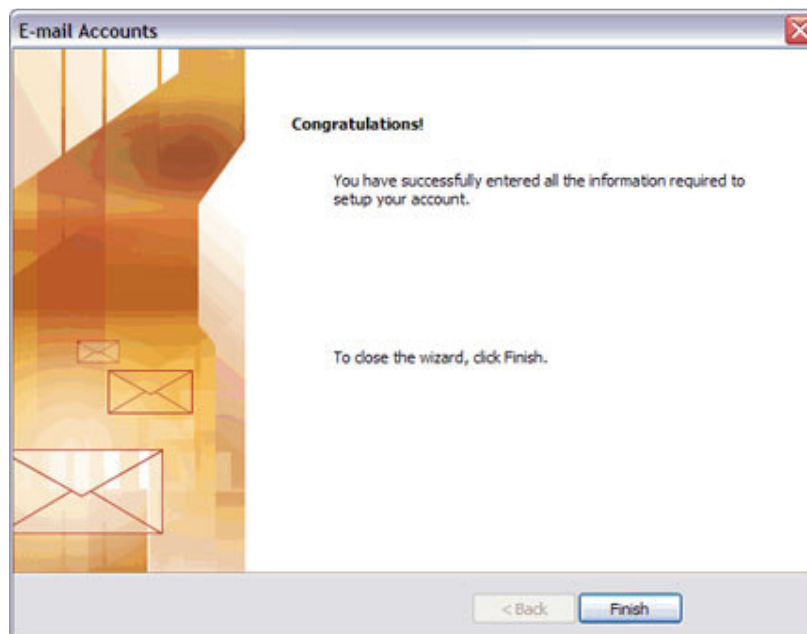 E-mail Accounts
Congratulations!
You have successfully entered all the information required to
setup your account.
To close the wizard, click Finish.
< Back
Finish